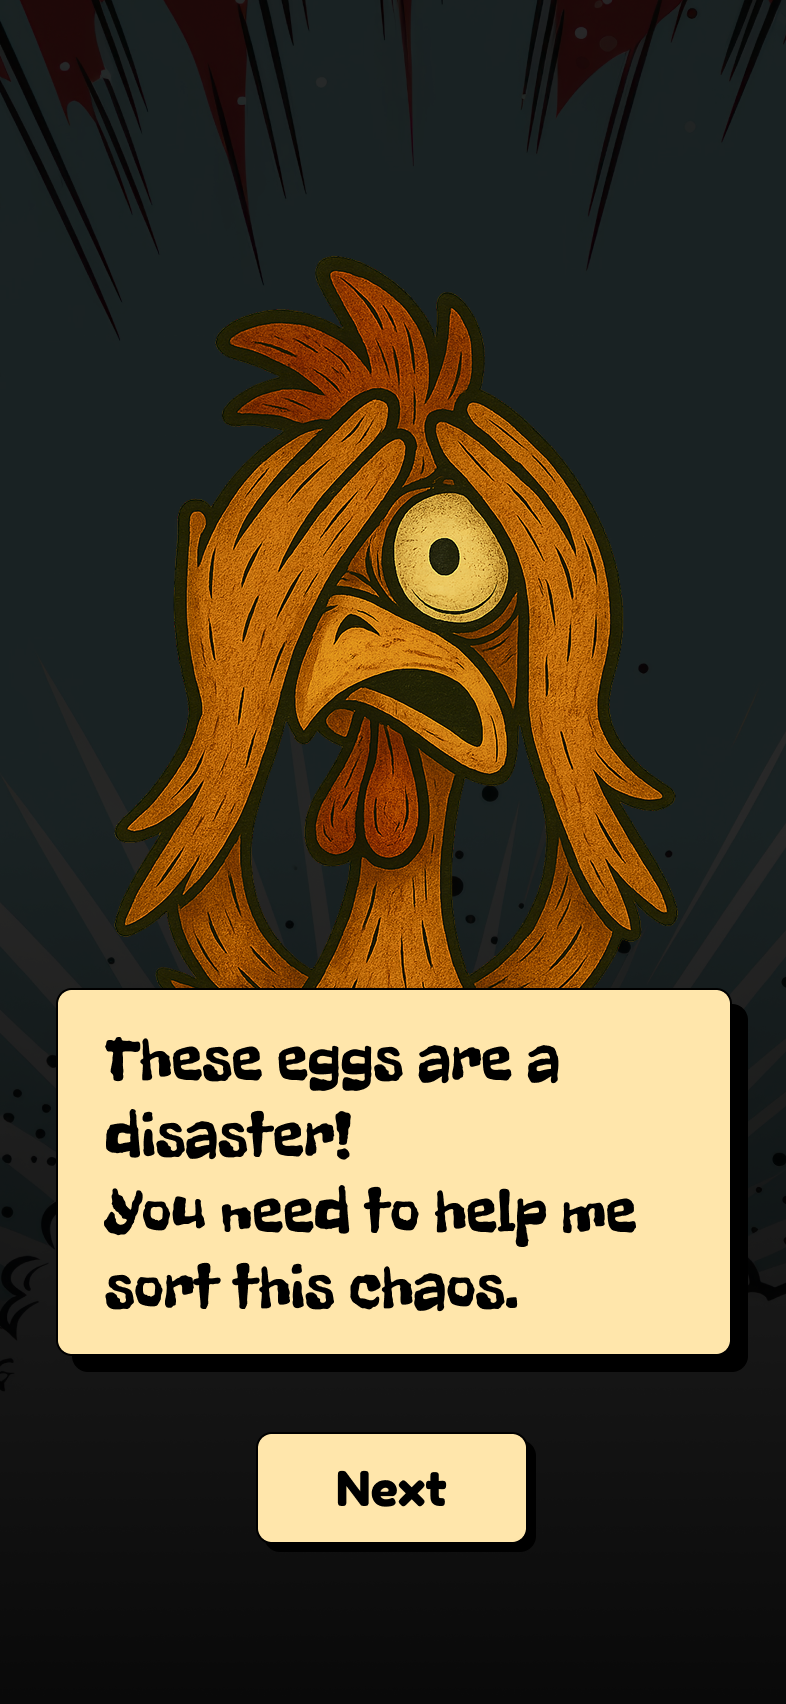 These eggs are a
disaster!
You need to help me
sort this chaos.
Next